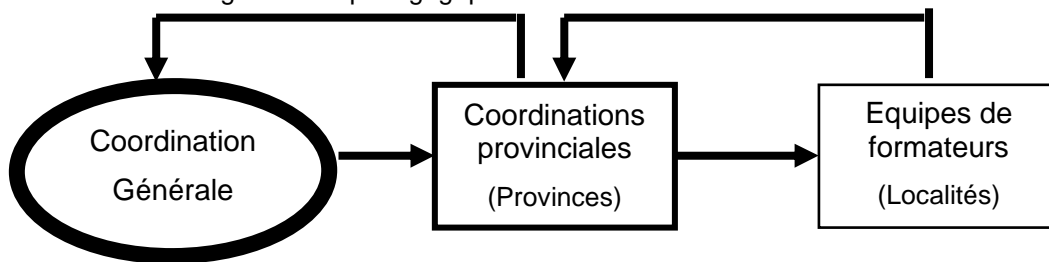 Coordination
Générale
Coordinations
provinciales
(Provinces)
Equipes de
formateurs
(Localités)